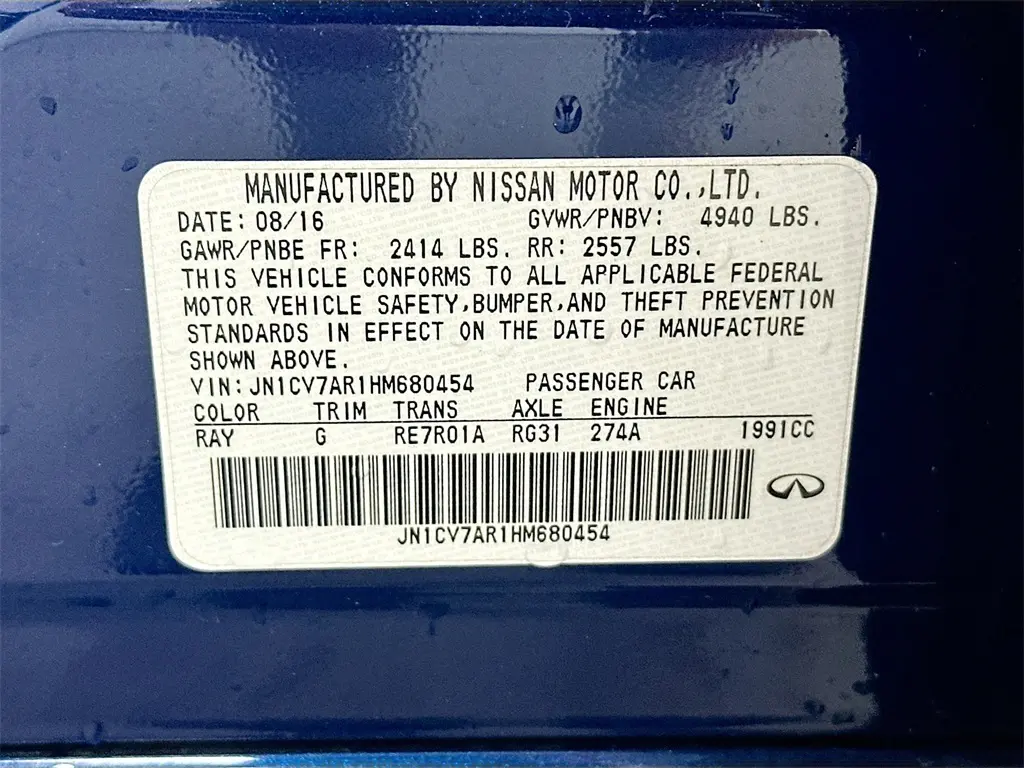 MANUFACTURED BY NISSAN MOTOR CO.,LTD.
DATE: 08/16 GVWR/PNBV: 4940 LBS.
GAWR/PNBE FR: 2414 LBS. RR: 2557 LBS.
THIS VEHICLE CONFORMS TO ALL APPLICABLE FEDERAL
MOTOR VEHICLE SAFETY,BUMPER,AND THEFT PREVENTION
STANDARDS IN EFFECT ON THE DATE OF MANUFACTURE
SHOWN ABOVE.
VIN:JN1CV7AR1HM680454 PASSENGER CAR
COLOR TRIM TRANS AXLE ENGINE
RAY G RE7R01A RG31 274A 1991CC
JN1CV7AR1HM680454